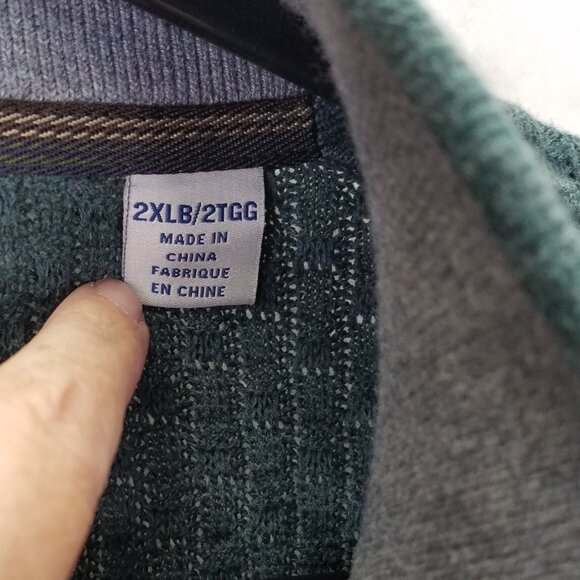 2XLB/2TGG
MADE IN
CHINA
FABRIQUE
EN CHINE